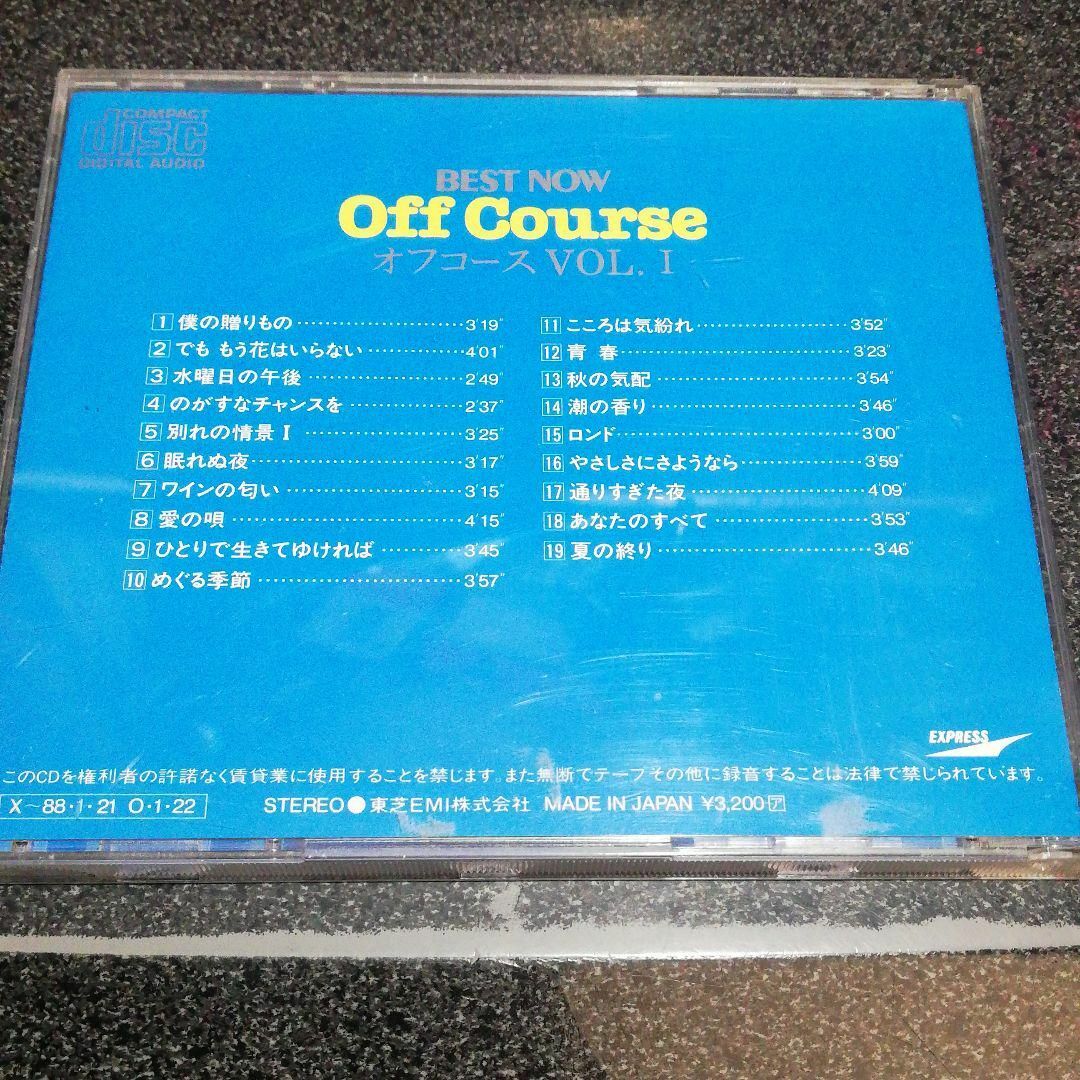 COMPACT
disc
DIGITAL AUDIO
BEST NOW
Off Course
オフコース VOL. I
1 僕の贈りもの 3'19"
2 でも もう花はいらない 4'01"
3 水曜日の午後 2'49"
4 のがすなチャンスを 2'37"
5 別れの情景 I 3'25"
6 眠れぬ夜 3'17"
7 ワインの匂い 3'15"
8 愛の唄 4'15"
9 ひとりで生きてゆければ 3'45"
10 めぐる季節 3'57"
11 こころは気紛れ 3'52"
12 青 春 3'23"
13 秋の気配 3'54"
14 潮の香り 3'46"
15 ロンド 3'00"
16 やさしさにさようなら 3'59"
17 通りすぎた夜 4'09"
18 あなたのすべて 3'53"
19 夏の終り 3'46"
EXPRESS
このCDを権利者の許諾なく賃貸業に使用することを禁じます。また無断でテープその他に録音することは法律で禁じられています。
X〜88・1・21 O・1・22
STEREO●東芝EMI株式会社 MADE IN JAPAN ¥3,200ア